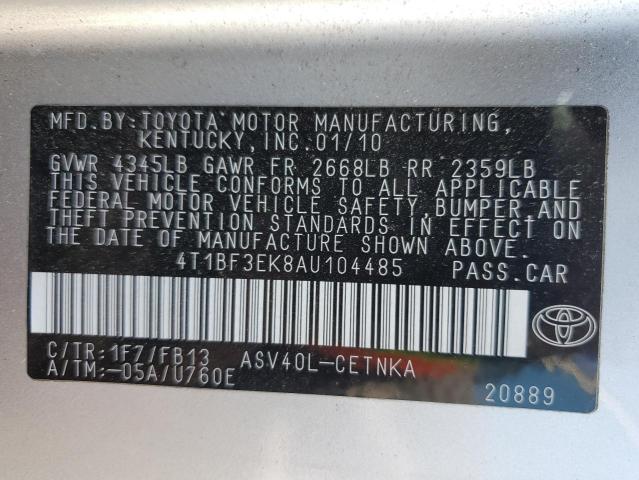 MFD. BY: TOYOTA MOTOR MANUFACTURING,
KENTUCKY, INC. 01/10
GVWR 4345LB GAWR FR 2668LB RR 2359LB
THIS VEHICLE CONFORMS TO ALL APPLICABLE
FEDERAL MOTOR VEHICLE SAFETY, BUMPER, AND
THEFT PREVENTION STANDARDS IN EFFECT ON
THE DATE OF MANUFACTURE SHOWN ABOVE.
4T1BF3EK8AU104485 PASS. CAR
C/TR: 1F7/FB13 ASV40L-CETNKA
A/TM: -05A/U760E
20889